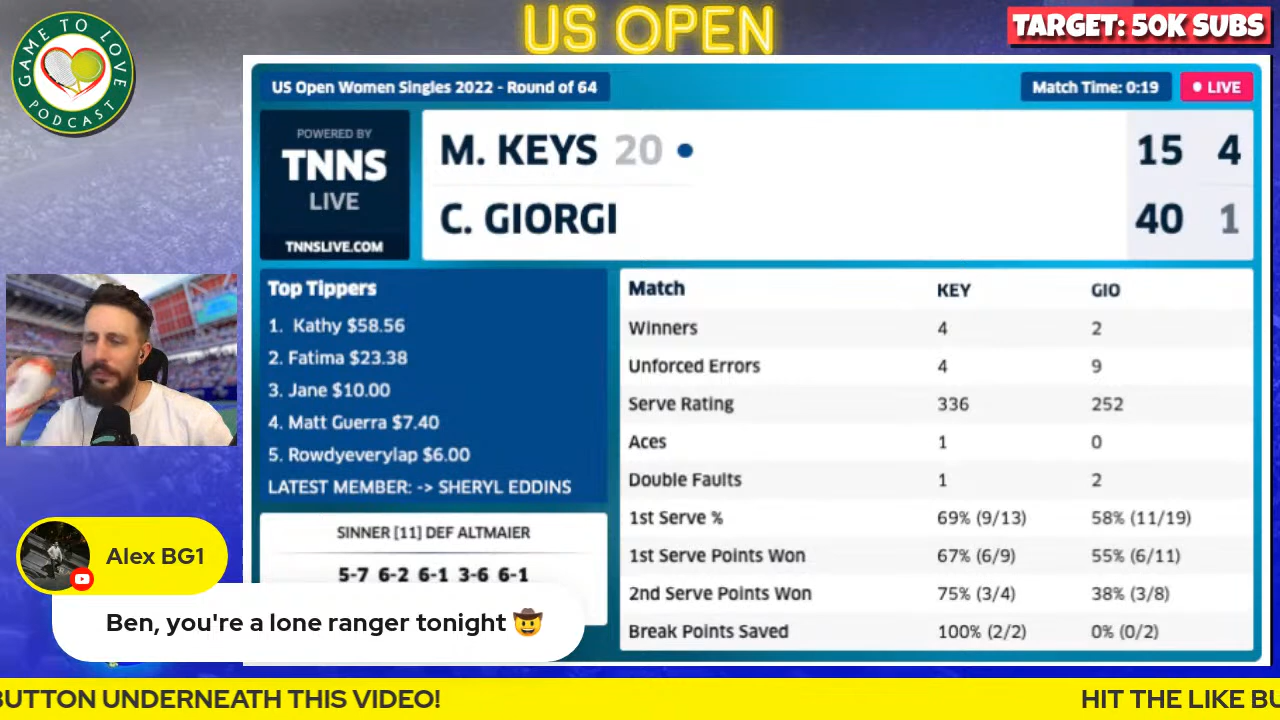 US OPEN
TARGET: 50K SUBS
GAME TO LOVE
PODCAST
US Open Women Singles 2022 - Round of 64
Match Time: 0:19
LIVE
POWERED BY
TNNS
LIVE
TNNSLIVE.COM
M. KEYS 20 15 4
C. GIORGI 40 1
Top Tippers
1. Kathy $58.56
2. Fatima $23.38
3. Jane $10.00
4. Matt Guerra $7.40
5. Rowdyeverylap $6.00
LATEST MEMBER: -> SHERYL EDDINS
SINNER [11] DEF ALTMAIER
5-7 6-2 6-1 3-6 6-1
Match KEY GIO
Winners 4 2
Unforced Errors 4 9
Serve Rating 336 252
Aces 1 0
Double Faults 1 2
1st Serve % 69% (9/13) 58% (11/19)
1st Serve Points Won 67% (6/9) 55% (6/11)
2nd Serve Points Won 75% (3/4) 38% (3/8)
Break Points Saved 100% (2/2) 0% (0/2)
Alex BG1
Ben, you're a lone ranger tonight 🤠
BUTTON UNDERNEATH THIS VIDEO! HIT THE LIKE BU